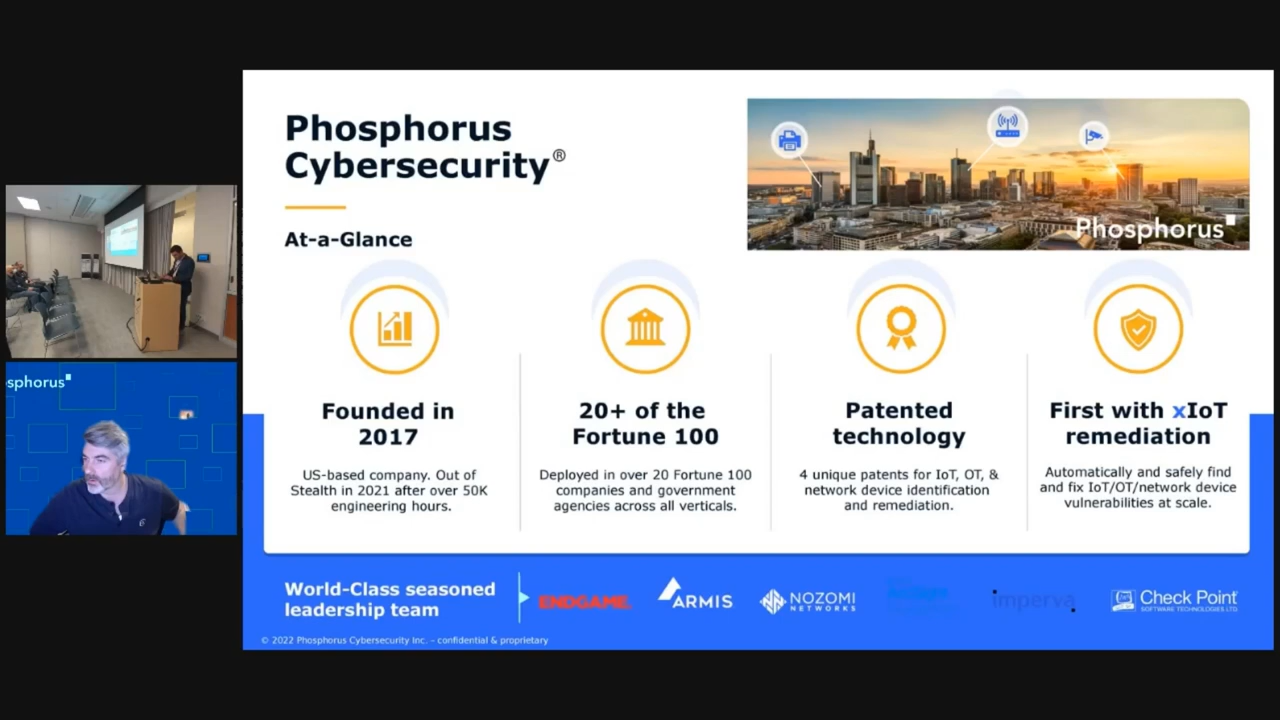 Phosphorus
Cybersecurity®
At-a-Glance
Phosphorus
Founded in
2017
US-based company. Out of
Stealth in 2021 after over 50K
engineering hours.
20+ of the
Fortune 100
Deployed in over 20 Fortune 100
companies and government
agencies across all verticals.
Patented
technology
4 unique patents for IoT, OT, &
network device identification
and remediation.
First with xIoT
remediation
Automatically and safely find
and fix IoT/OT/network device
vulnerabilities at scale.
World-Class seasoned
leadership team
ENDGAME.
ARMIS
NOZOMI
NETWORKS
imperva
Check Point
SOFTWARE TECHNOLOGIES LTD
© 2022 Phosphorus Cybersecurity Inc. – confidential & proprietary
sphorus